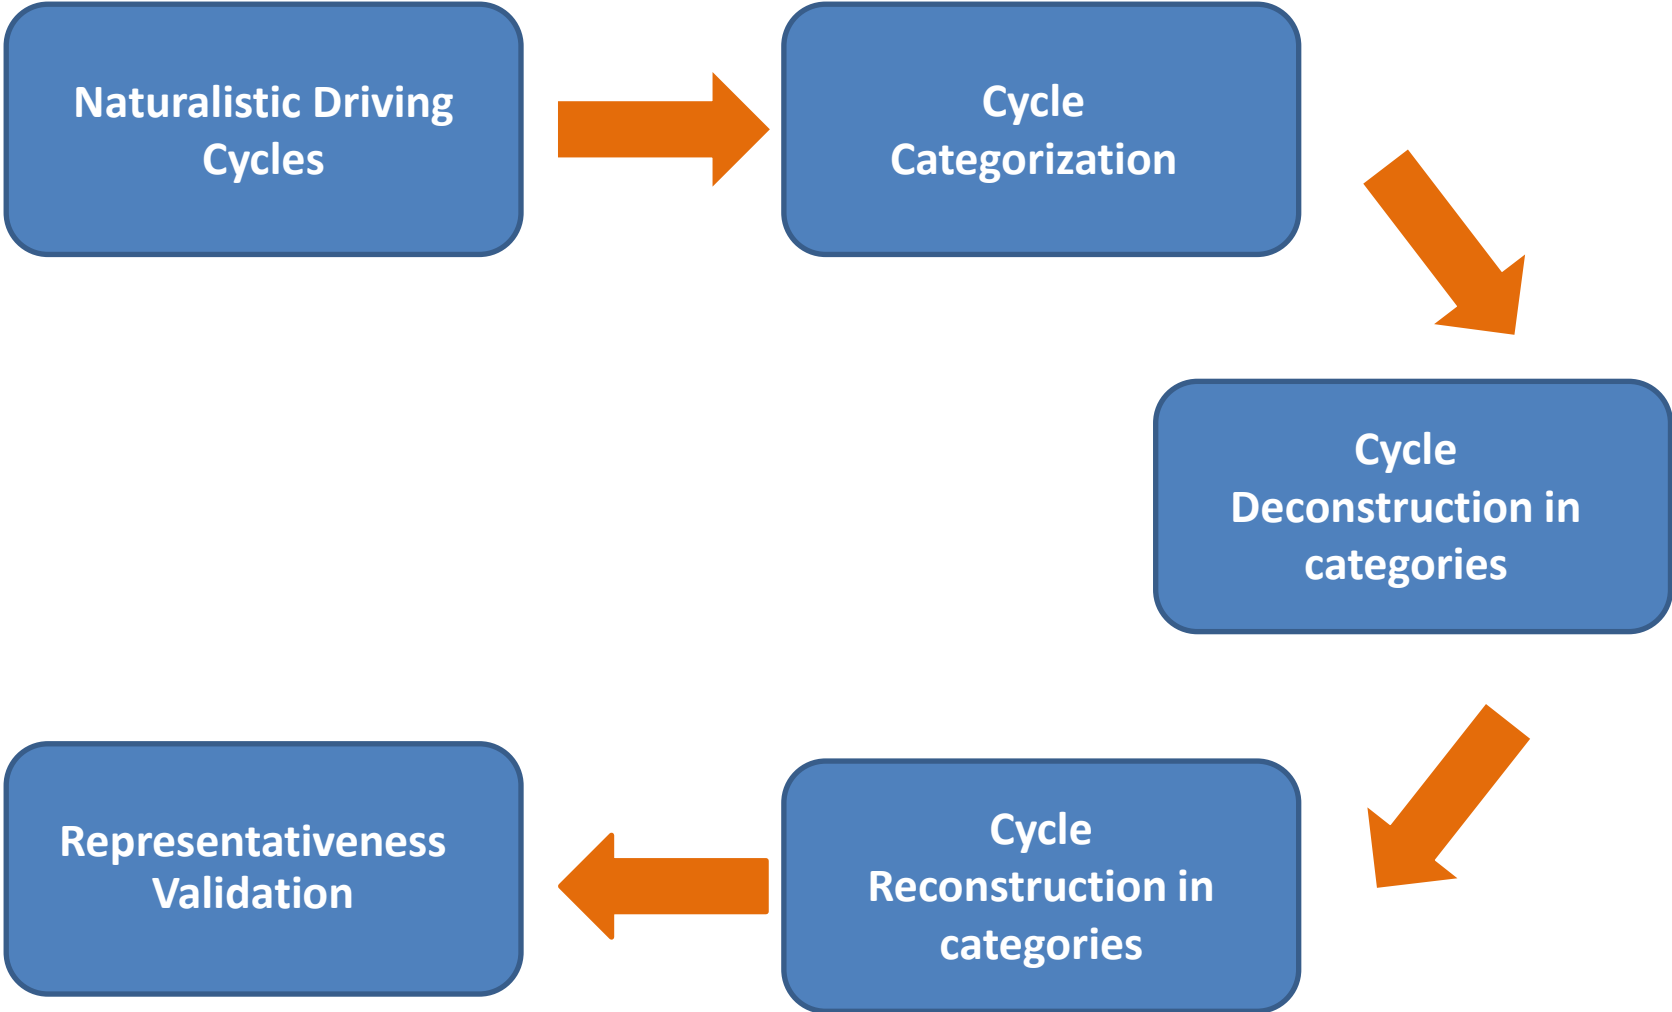 Naturalistic Driving
Cycles
Cycle
Categorization
Cycle
Deconstruction in
categories
Cycle
Reconstruction in
categories
Representativeness
Validation